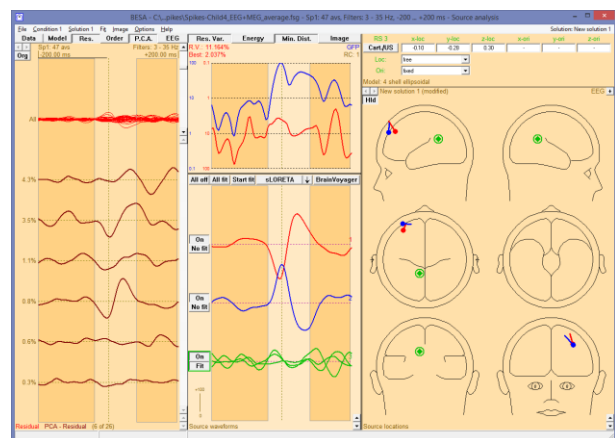 BESA - C:\...piker\Spikes-Child4_EEG+MEG_average.fsg - Sp1: 47 avs, Filters: 3 - 35 Hz, -200 ... +200 ms - Source analysis
File Condition 1 Solution 1 Fit Image Options Help
Solution: New solution 1
Data Model Res. Order P.C.A. EEG
Org
Sp1: 47 avs Filters: 3 - 35 Hz
-200.00 ms +200.00 ms
All
4.3%
3.5%
1.1%
0.8%
0.6%
0.3%
Residual PCA - Residual (6 of 28)
Res. Var. Energy Min. Dist. Image
R.V.: 11.164% GFP
Best: 2.037% RC: 1
All off All fit Start fit sLORETA BrainVoyager
On
No fit
On
No fit
On
Fit
Source waveforms
RS 3 x-loc y-loc z-loc x-ori y-ori z-ori
Cart./US -0.10 0.28 0.30 - - -
Loc: free
Ori: fixed
Model: 4 shell ellipsoidal
New solution 1 (modified) EEG
Hld
Source locations